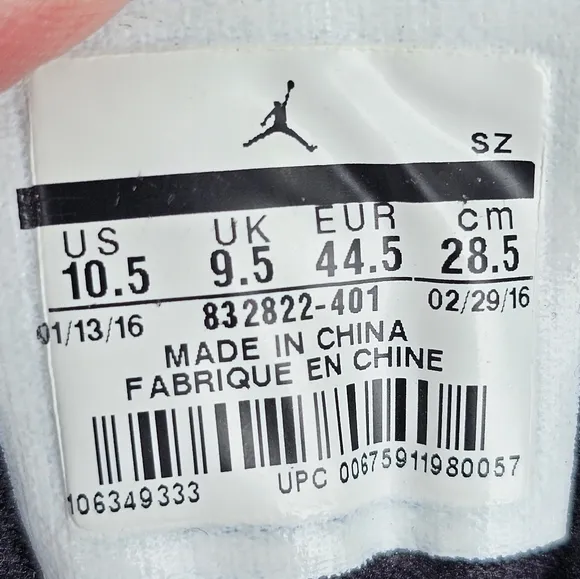 SZ
US UK EUR cm
10.5 9.5 44.5 28.5
01/13/16 832822-401 02/29/16
MADE IN CHINA
FABRIQUE EN CHINE
106349333 UPC 00675911980057